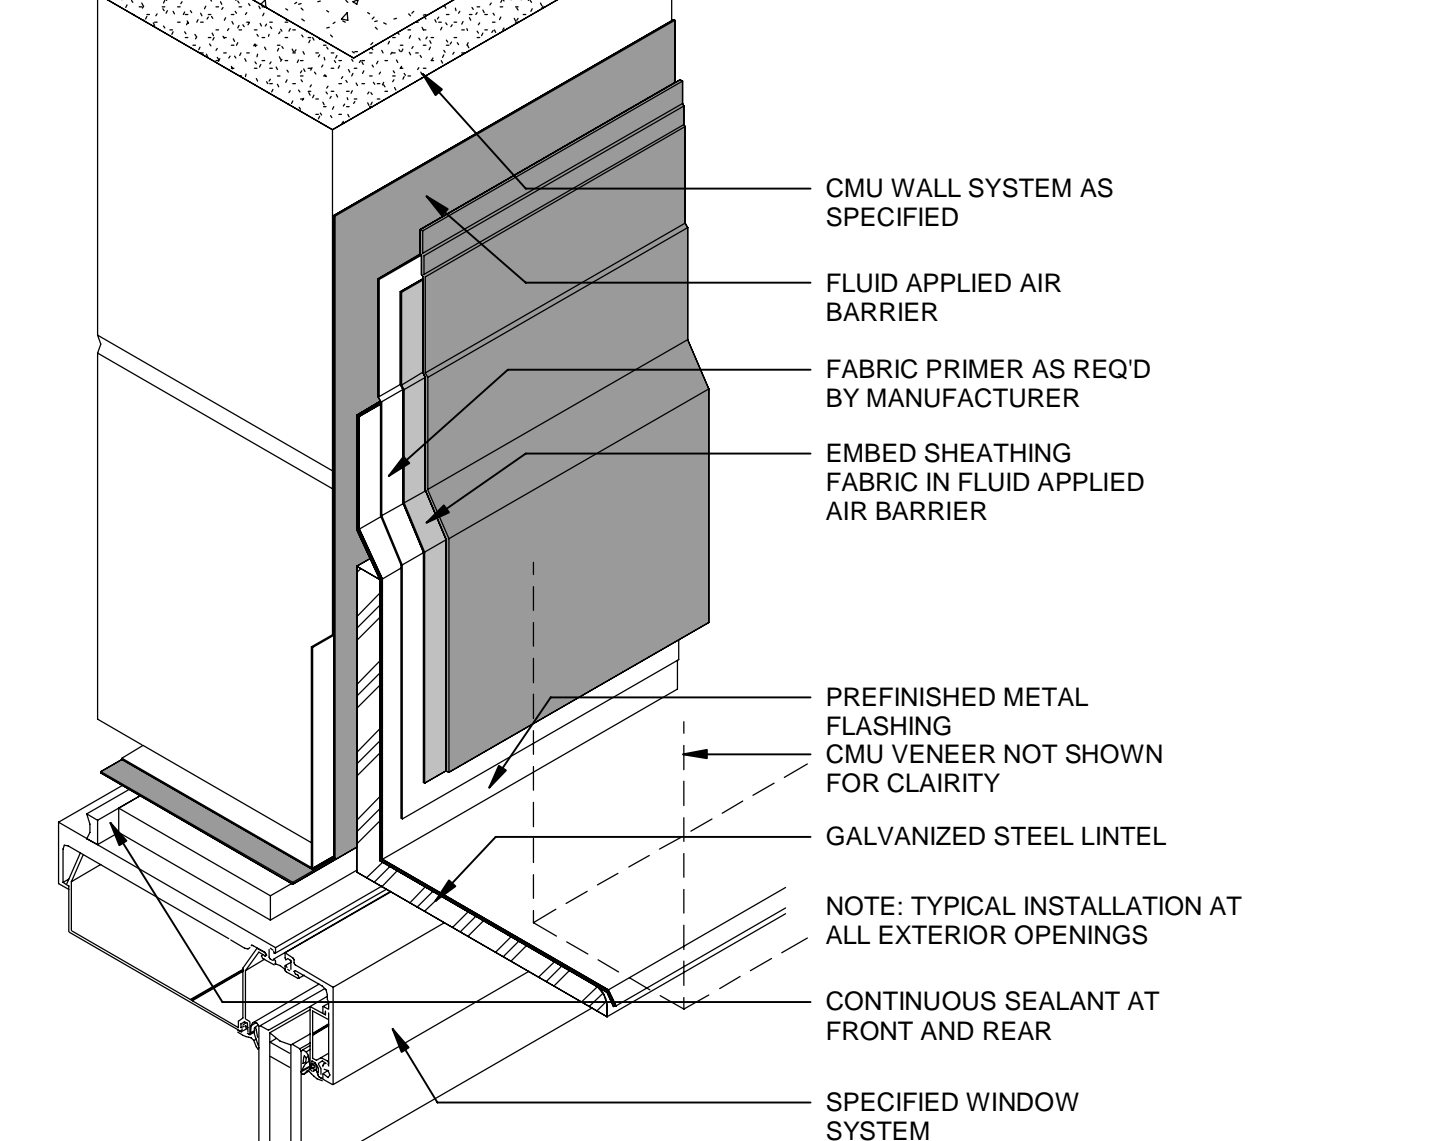 CMU WALL SYSTEM AS
SPECIFIED
FLUID APPLIED AIR
BARRIER
FABRIC PRIMER AS REQ'D
BY MANUFACTURER
EMBED SHEATHING
FABRIC IN FLUID APPLIED
AIR BARRIER
PREFINISHED METAL
FLASHING
CMU VENEER NOT SHOWN
FOR CLAIRITY
GALVANIZED STEEL LINTEL
NOTE: TYPICAL INSTALLATION AT
ALL EXTERIOR OPENINGS
CONTINUOUS SEALANT AT
FRONT AND REAR
SPECIFIED WINDOW
SYSTEM